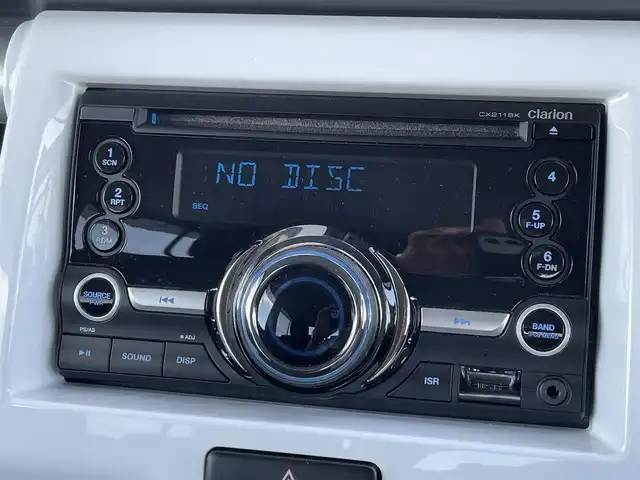 CX211BK clarion
1
SCN
NO DISC
4
2
RPT
SEQ
5
F-UP
3
RDM
6
F-DN
SOURCE
PWR
BAND
PS/AS
ADJ
SOUND
DISP
ISR